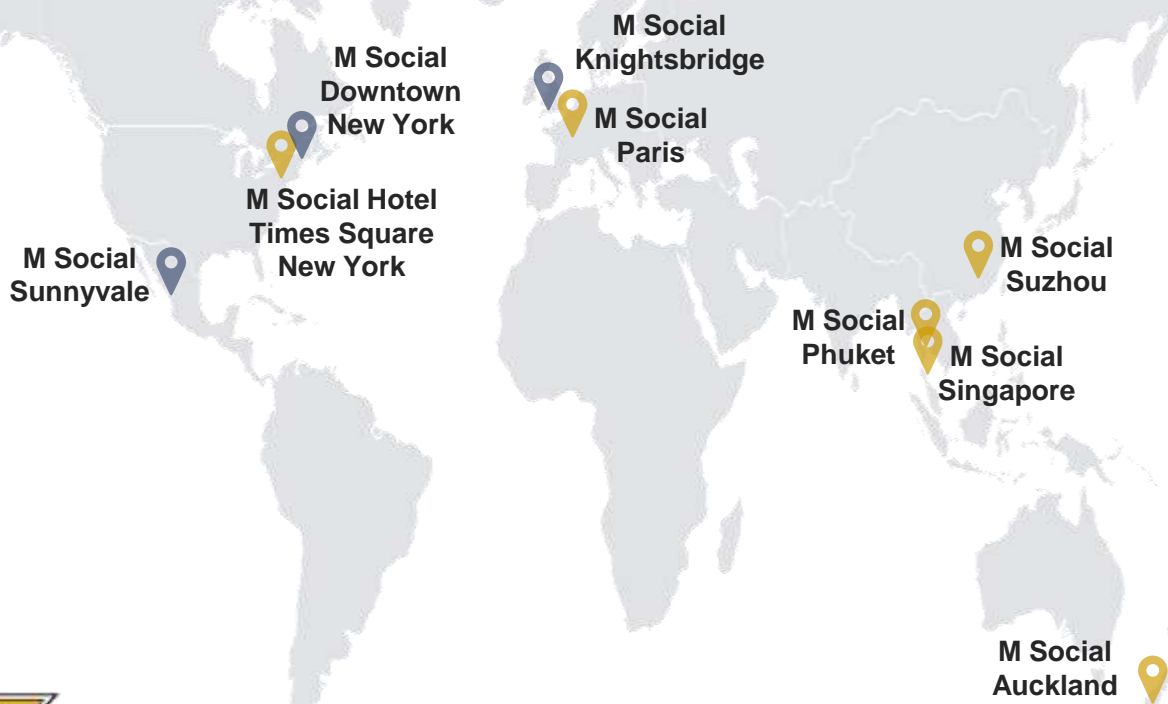 M Social
Knightsbridge
M Social
Downtown
New York
M Social
Paris
M Social Hotel
Times Square
New York
M Social
Sunnyvale
M Social
Suzhou
M Social
Phuket
M Social
Singapore
M Social
Auckland